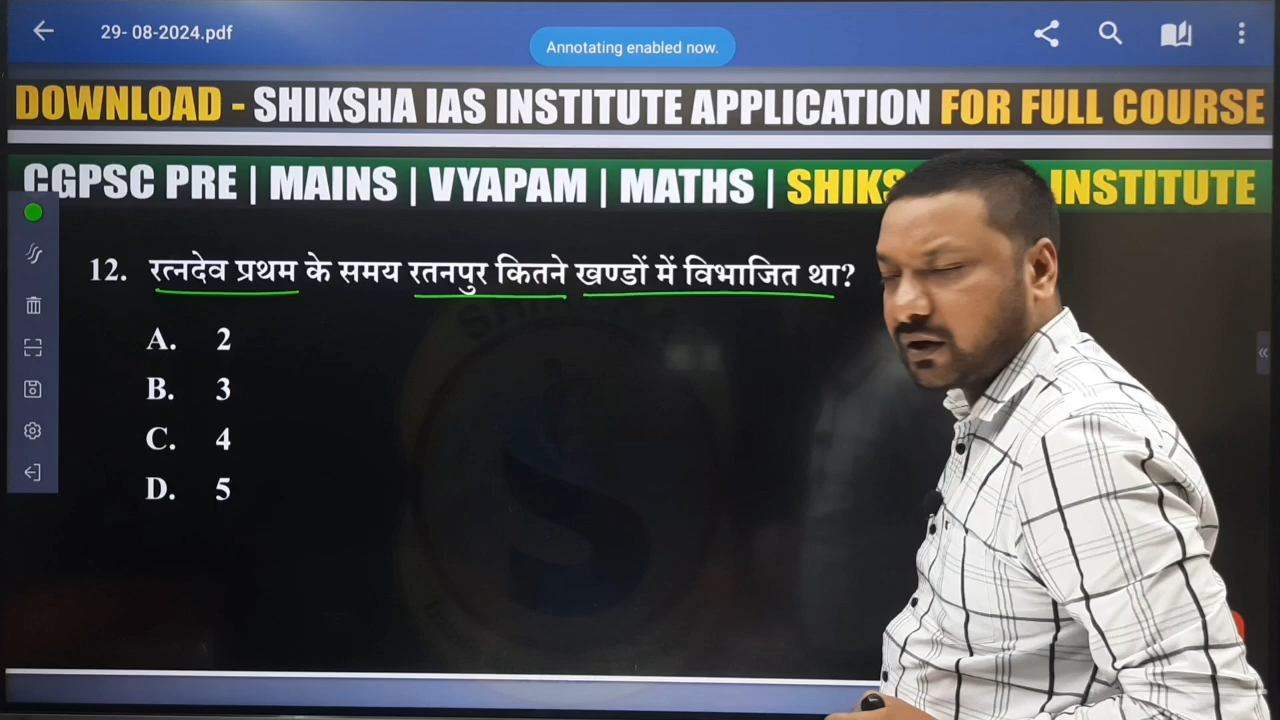 29- 08-2024.pdf
Annotating enabled now.
DOWNLOAD - SHIKSHA IAS INSTITUTE APPLICATION FOR FULL COURSE
CGPSC PRE | MAINS | VYAPAM | MATHS | SHIKS INSTITUTE
12. रत्नदेव प्रथम के समय रतनपुर कितने खण्डों में विभाजित था?
A. 2
B. 3
C. 4
D. 5